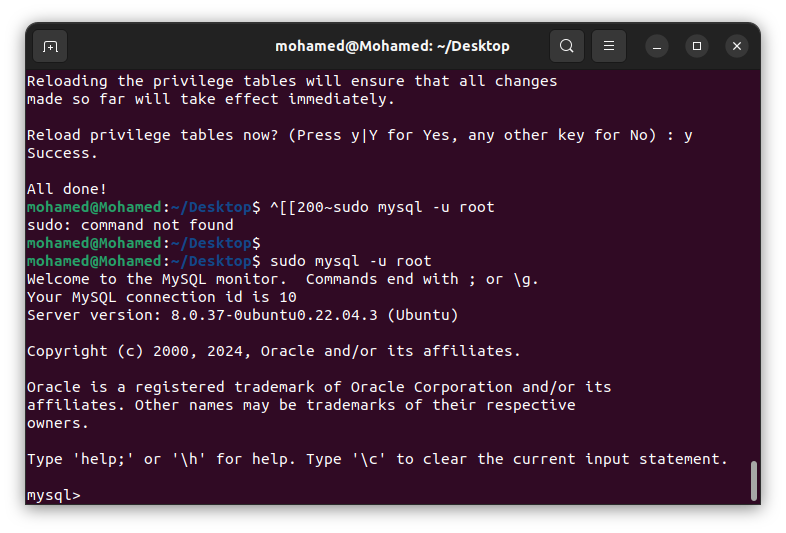 mohamed@Mohamed: ~/Desktop
Reloading the privilege tables will ensure that all changes
made so far will take effect immediately.
Reload privilege tables now? (Press y|Y for Yes, any other key for No) : y
Success.
All done!
mohamed@Mohamed:~/Desktop$ ^[[200~sudo mysql -u root
sudo: command not found
mohamed@Mohamed:~/Desktop$
mohamed@Mohamed:~/Desktop$ sudo mysql -u root
Welcome to the MySQL monitor.  Commands end with ; or \g.
Your MySQL connection id is 10
Server version: 8.0.37-0ubuntu0.22.04.3 (Ubuntu)
Copyright (c) 2000, 2024, Oracle and/or its affiliates.
Oracle is a registered trademark of Oracle Corporation and/or its
affiliates. Other names may be trademarks of their respective
owners.
Type 'help;' or '\h' for help. Type '\c' to clear the current input statement.
mysql>